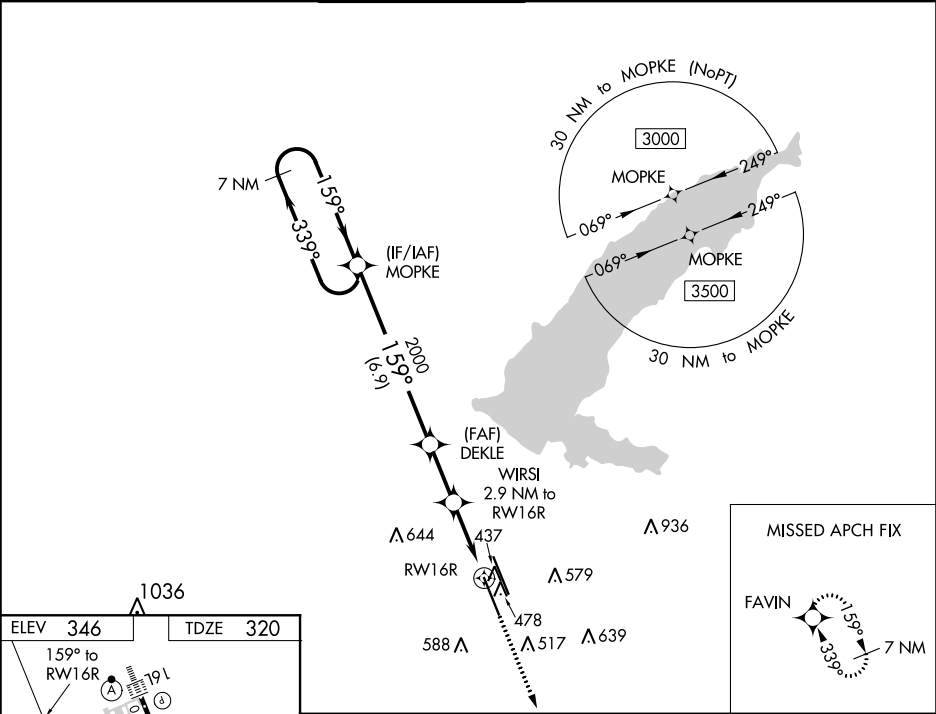 30 NM to MOPKE (NoPT)
3000
MOPKE
249°
069°
249°
069°
MOPKE
3500
30 NM to MOPKE
7 NM
159°
339°
(IF/IAF)
MOPKE
2000
159°
(6.9)
(FAF)
DEKLE
WIRSI
2.9 NM to
RW16R
644
437
936
RW16R
579
478
588
517
639
1036
MISSED APCH FIX
FAVIN
159°
339°
7 NM
ELEV 346
TDZE 320
159° to
RW16R
A
16L
P